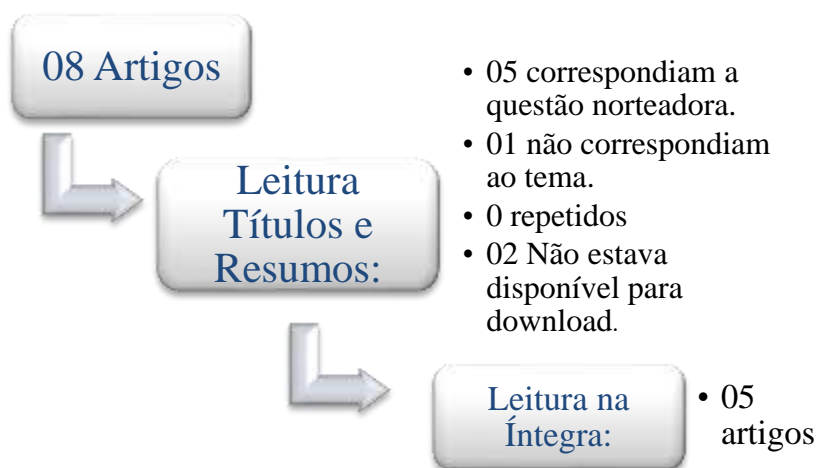 08 Artigos
• 05 correspondiam a
questão norteadora.
• 01 não correspondiam
ao tema.
• 0 repetidos
• 02 Não estava
disponível para
download.
Leitura
Títulos e
Resumos:
Leitura na
Íntegra:
• 05
artigos